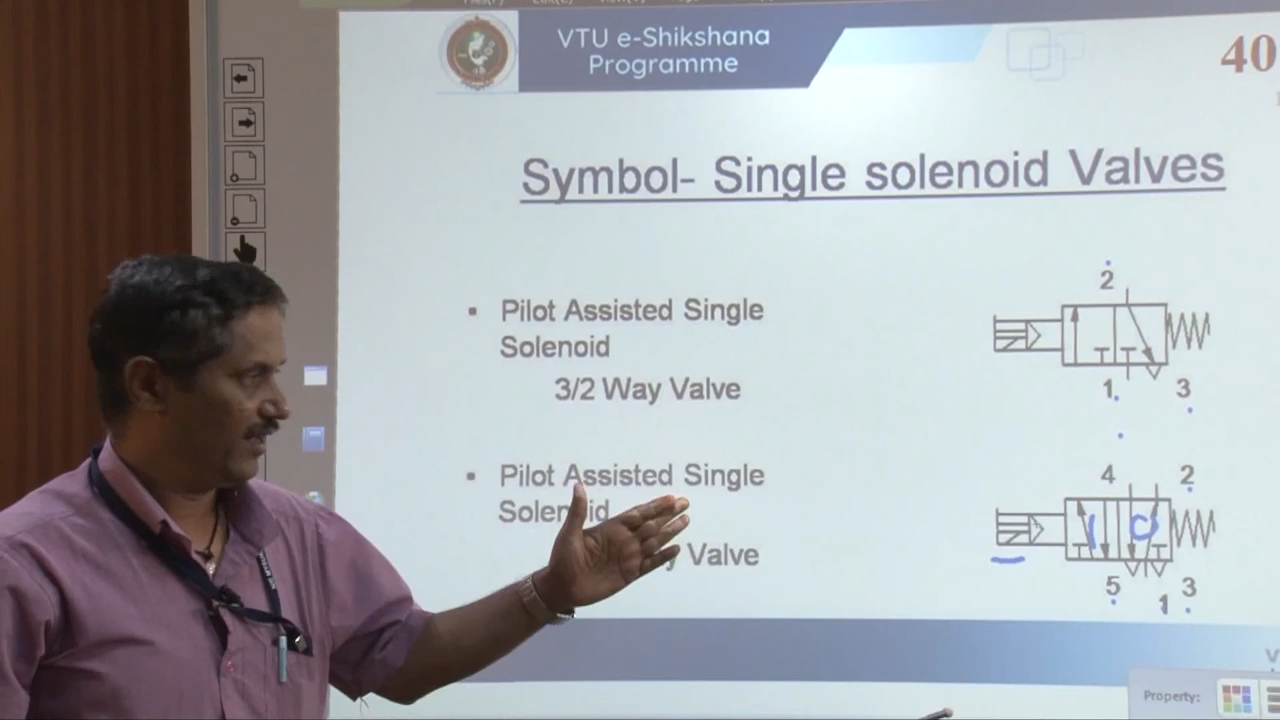 VTU e-Shikshana
Programme
40
Symbol- Single solenoid Valves
▪ Pilot Assisted Single
Solenoid
3/2 Way Valve
2
1 3
▪ Pilot Assisted Single
Solenoid
y Valve
4 2
5 1 3
Property: